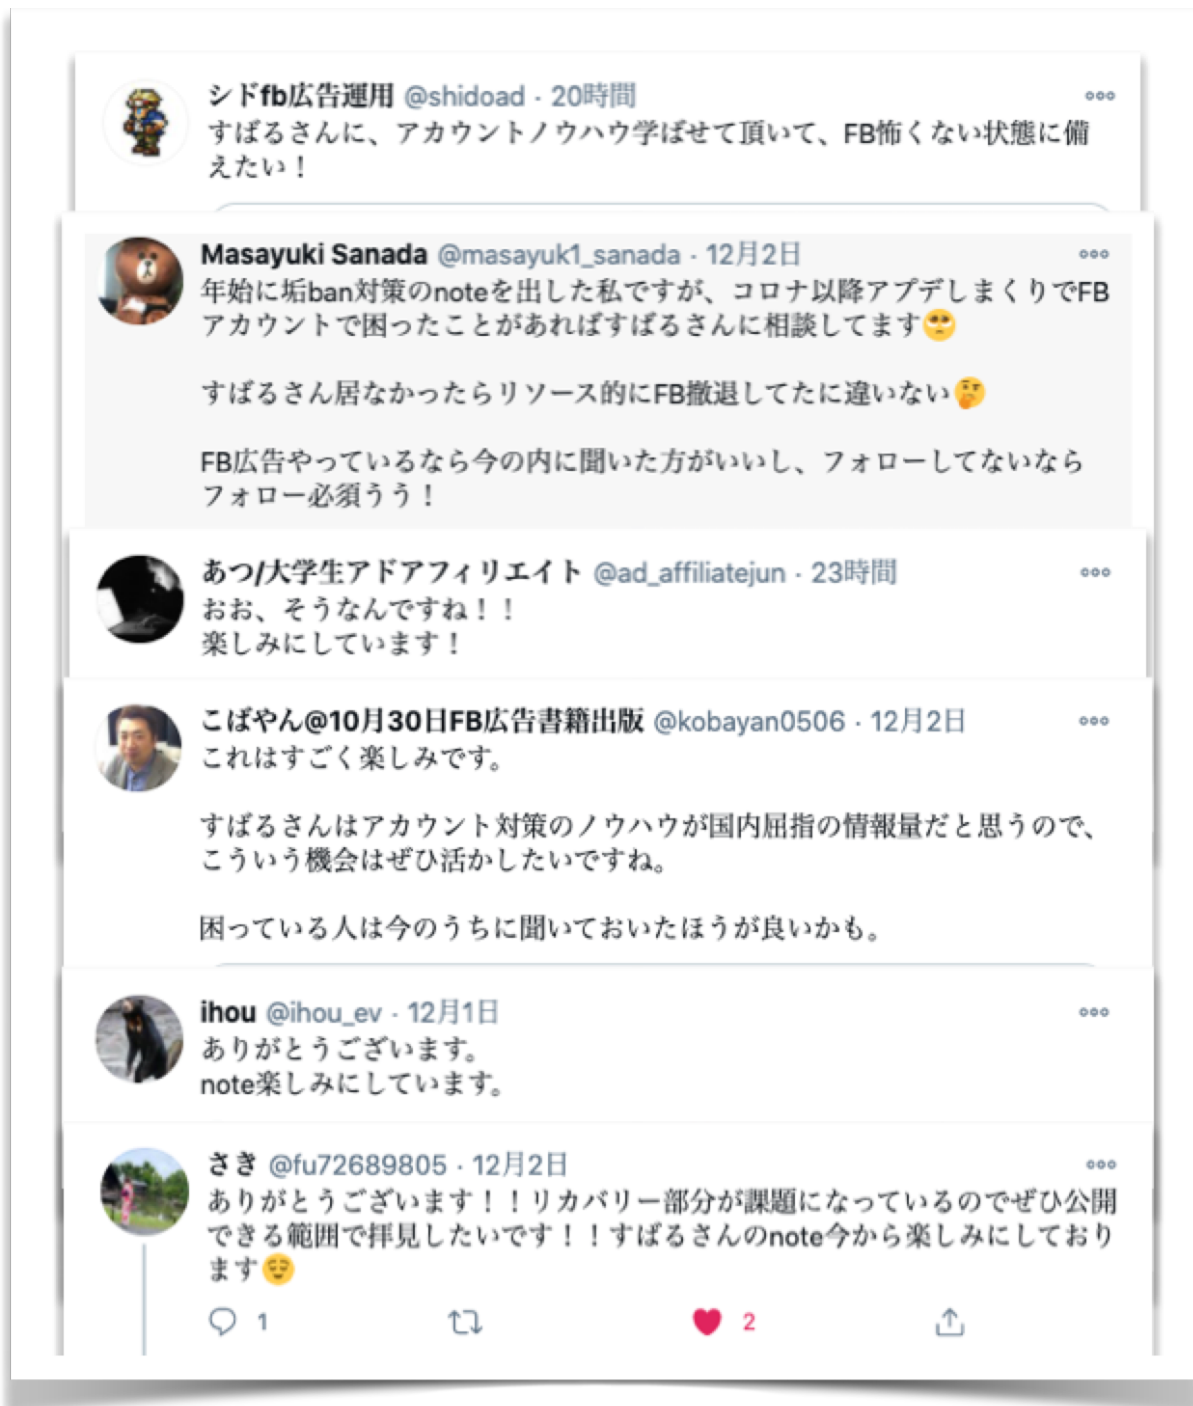 シドfb広告運用 @shidoad · 20時間
すばるさんに、アカウントノウハウ学ばせて頂いて、FB怖くない状態に備
えたい！
Masayuki Sanada @masayuk1_sanada · 12月2日
年始に垢ban対策のnoteを出した私ですが、コロナ以降アプデしまくりでFB
アカウントで困ったことがあればすばるさんに相談してます🥺
すばるさん居なかったらリソース的にFB撤退してたに違いない🤔
FB広告やっているなら今の内に聞いた方がいいし、フォローしてないなら
フォロー必須うう！
あつ/大学生アドアフィリエイト @ad_affiliatejun · 23時間
おお、そうなんですね！！
楽しみにしています！
こばやん@10月30日FB広告書籍出版 @kobayan0506 · 12月2日
これはすごく楽しみです。
すばるさんはアカウント対策のノウハウが国内屈指の情報量だと思うので、
こういう機会はぜひ活かしたいですね。
困っている人は今のうちに聞いておいたほうが良いかも。
ihou @ihou_ev · 12月1日
ありがとうございます。
note楽しみにしています。
さき @fu72689805 · 12月2日
ありがとうございます！！リカバリー部分が課題になっているのでぜひ公開
できる範囲で拝見したいです！！すばるさんのnote今から楽しみにしており
ます😌
1 2